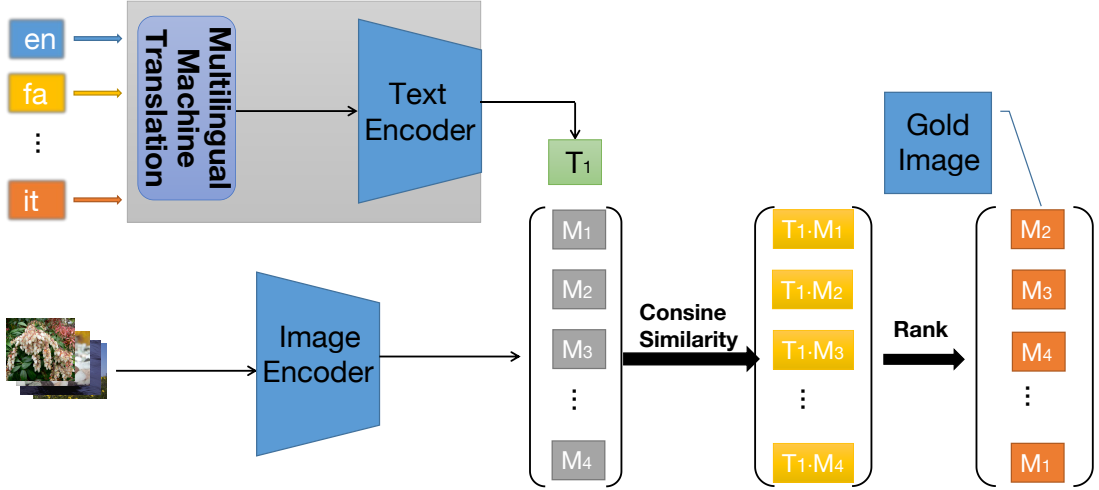 en
fa
⋮
it
Multilingual
Machine
Translation
Text
Encoder
T₁
Gold
Image
Image
Encoder
M₁
M₂
M₃
⋮
M₄
Consine
Similarity
T₁·M₁
T₁·M₂
T₁·M₃
⋮
T₁·M₄
Rank
M₂
M₃
M₄
⋮
M₁